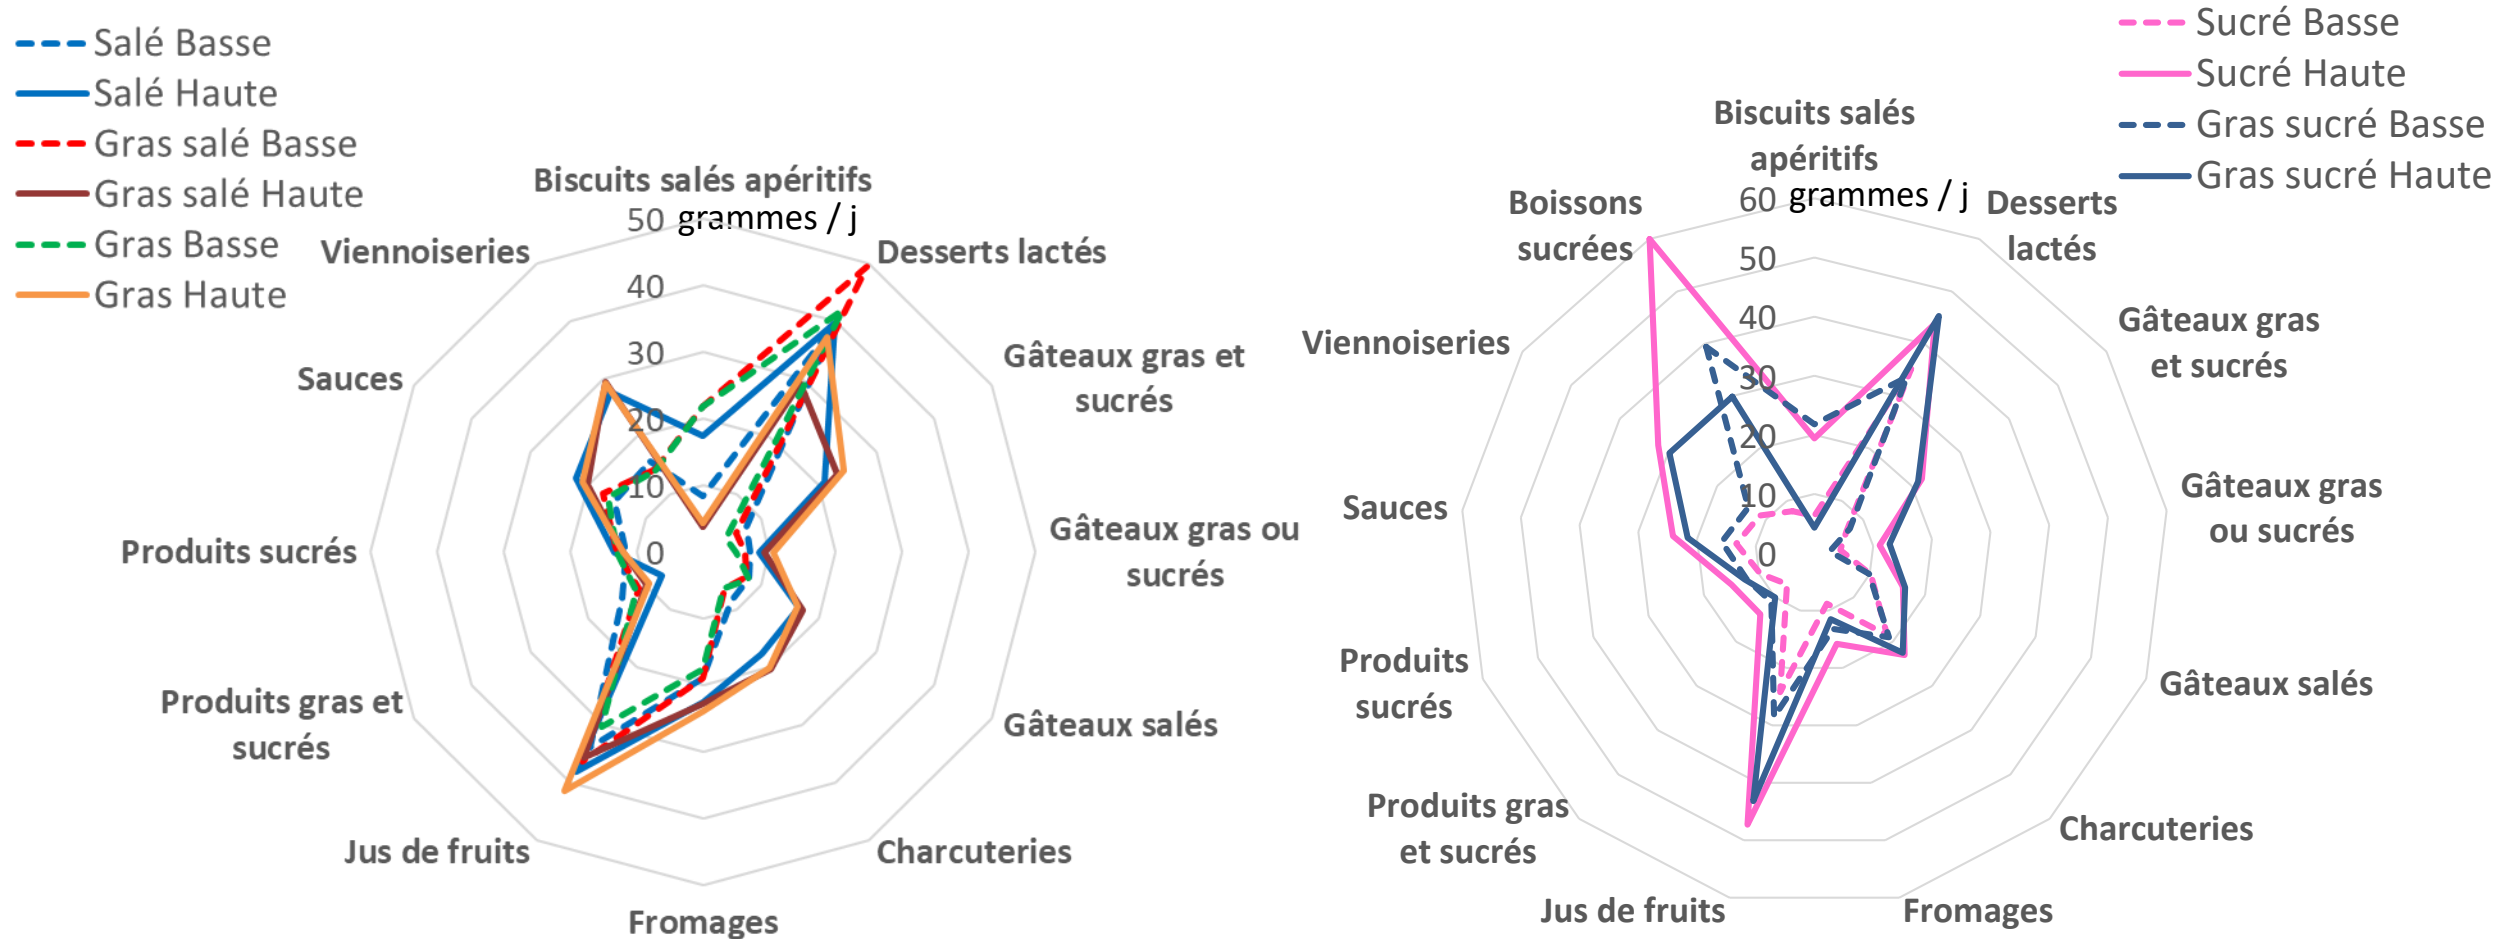 Salé Basse
Salé Haute
Gras salé Basse
Gras salé Haute
Gras Basse
Gras Haute
Biscuits salés apéritifs
grammes / j
Desserts lactés
Gâteaux gras et
sucrés
Gâteaux gras ou
sucrés
Gâteaux salés
Charcuteries
Fromages
Jus de fruits
Produits gras et
sucrés
Produits sucrés
Sauces
Viennoiseries
50
40
30
20
10
0
Sucré Basse
Sucré Haute
Gras sucré Basse
Gras sucré Haute
Biscuits salés
apéritifs
grammes / j
Desserts
lactés
Gâteaux gras
et sucrés
Gâteaux gras
ou sucrés
Gâteaux salés
Charcuteries
Fromages
Jus de fruits
Produits gras
et sucrés
Produits
sucrés
Sauces
Viennoiseries
Boissons
sucrées
60
50
40
30
20
10
0